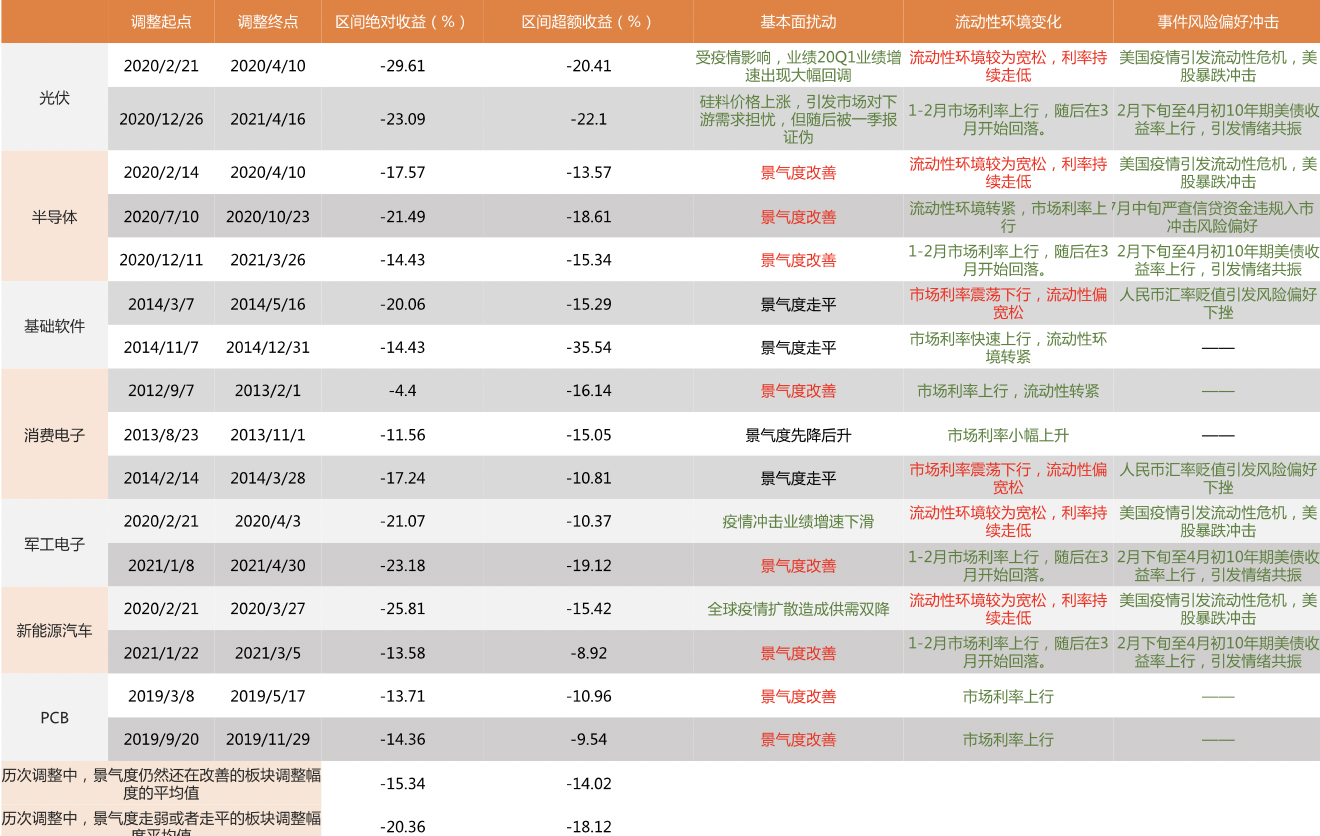 调整起点 调整终点 区间绝对收益（%） 区间超额收益（%） 基本面扰动 流动性环境变化 事件风险偏好冲击
光伏
2020/2/21 2020/4/10 -29.61 -20.41
受疫情影响，业绩20Q1业绩增
速出现大幅回调
流动性环境较为宽松，利率持
续走低
美国疫情引发流动性危机，美
股暴跌冲击
2020/12/26 2021/4/16 -23.09 -22.1
硅料价格上涨，引发市场对下
游需求担忧，但随后被一季报
证伪
1-2月市场利率上行，随后在3
月开始回落。
2月下旬至4月初10年期美债收
益率上行，引发情绪共振
半导体
2020/2/14 2020/4/10 -17.57 -13.57 景气度改善
流动性环境较为宽松，利率持
续走低
美国疫情引发流动性危机，美
股暴跌冲击
2020/7/10 2020/10/23 -21.49 -18.61 景气度改善
流动性环境转紧，市场利率上
行
7月中旬严查信贷资金违规入市
冲击风险偏好
2020/12/11 2021/3/26 -14.43 -15.34 景气度改善
1-2月市场利率上行，随后在3
月开始回落。
2月下旬至4月初10年期美债收
益率上行，引发情绪共振
基础软件
2014/3/7 2014/5/16 -20.06 -15.29 景气度走平
市场利率震荡下行，流动性偏
宽松
人民币汇率贬值引发风险偏好
下挫
2014/11/7 2014/12/31 -14.43 -35.54 景气度走平
市场利率快速上行，流动性环
境转紧
——
消费电子
2012/9/7 2013/2/1 -4.4 -16.14 景气度改善 市场利率上行，流动性转紧 ——
2013/8/23 2013/11/1 -11.56 -15.05 景气度先降后升 市场利率小幅上升 ——
2014/2/14 2014/3/28 -17.24 -10.81 景气度走平
市场利率震荡下行，流动性偏
宽松
人民币汇率贬值引发风险偏好
下挫
军工电子
2020/2/21 2020/4/3 -21.07 -10.37 疫情冲击业绩增速下滑
流动性环境较为宽松，利率持
续走低
美国疫情引发流动性危机，美
股暴跌冲击
2021/1/8 2021/4/30 -23.18 -19.12 景气度改善
1-2月市场利率上行，随后在3
月开始回落。
2月下旬至4月初10年期美债收
益率上行，引发情绪共振
新能源汽车
2020/2/21 2020/3/27 -25.81 -15.42 全球疫情扩散造成供需双降
流动性环境较为宽松，利率持
续走低
美国疫情引发流动性危机，美
股暴跌冲击
2021/1/22 2021/3/5 -13.58 -8.92 景气度改善
1-2月市场利率上行，随后在3
月开始回落。
2月下旬至4月初10年期美债收
益率上行，引发情绪共振
PCB
2019/3/8 2019/5/17 -13.71 -10.96 景气度改善 市场利率上行 ——
2019/9/20 2019/11/29 -14.36 -9.54 景气度改善 市场利率上行 ——
历次调整中，景气度仍然还在改善的板块调整幅
度的平均值
-15.34 -14.02
历次调整中，景气度走弱或者走平的板块调整幅
度平均值
-20.36 -18.12